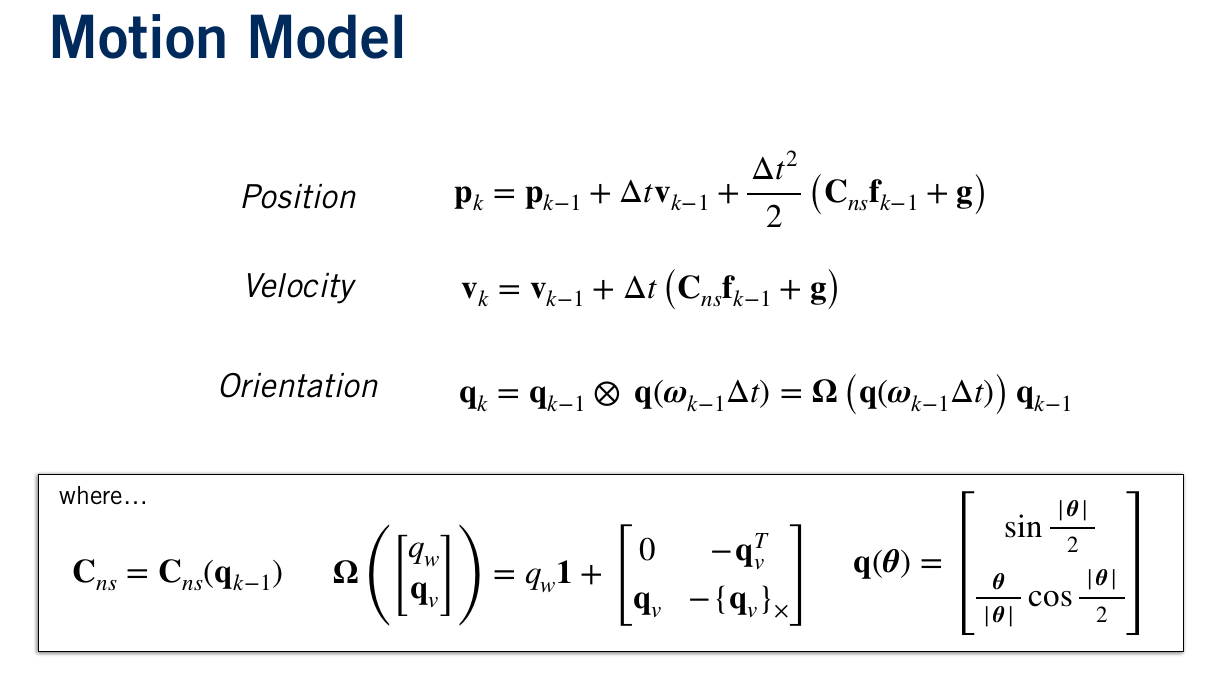 Motion Model
Position $\mathbf{p}_k = \mathbf{p}_{k-1} + \Delta t \mathbf{v}_{k-1} + \frac{\Delta t^2}{2} \left( \mathbf{C}_{ns} \mathbf{f}_{k-1} + \mathbf{g} \right)$
Velocity $\mathbf{v}_k = \mathbf{v}_{k-1} + \Delta t \left( \mathbf{C}_{ns} \mathbf{f}_{k-1} + \mathbf{g} \right)$
Orientation $\mathbf{q}_k = \mathbf{q}_{k-1} \otimes \mathbf{q}(\boldsymbol{\omega}_{k-1} \Delta t) = \boldsymbol{\Omega} \left( \mathbf{q}(\boldsymbol{\omega}_{k-1} \Delta t) \right) \mathbf{q}_{k-1}$
where…
$\mathbf{C}_{ns} = \mathbf{C}_{ns}(\mathbf{q}_{k-1})$ $\boldsymbol{\Omega} \left( \begin{bmatrix} q_w \\ \mathbf{q}_v \end{bmatrix} \right) = q_w \mathbf{1} + \begin{bmatrix} 0 & -\mathbf{q}_v^T \\ \mathbf{q}_v & -\{\mathbf{q}_v\}_\times \end{bmatrix}$ $\mathbf{q}(\boldsymbol{\theta}) = \begin{bmatrix} \sin \frac{|\boldsymbol{\theta}|}{2} \\ \frac{\boldsymbol{\theta}}{|\boldsymbol{\theta}|} \cos \frac{|\boldsymbol{\theta}|}{2} \end{bmatrix}$